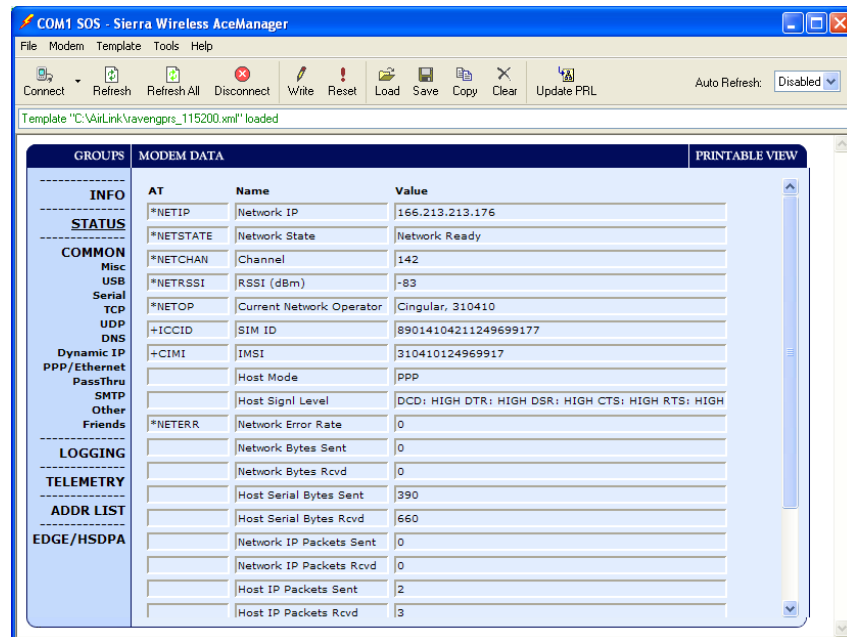 COM1 SOS - Sierra Wireless AceManager
File Modem Template Tools Help
Connect Refresh Refresh All Disconnect Write Reset Load Save Copy Clear Update PRL Auto Refresh: Disabled
Template "C:\AirLink\ravengprs_115200.xml" loaded
GROUPS MODEM DATA PRINTABLE VIEW
INFO
STATUS
COMMON
Misc
USB
Serial
TCP
UDP
DNS
Dynamic IP
PPP/Ethernet
PassThru
SMTP
Other
Friends
LOGGING
TELEMETRY
ADDR LIST
EDGE/HSDPA
AT Name Value
*NETIP Network IP 166.213.213.176
*NETSTATE Network State Network Ready
*NETCHAN Channel 142
*NETRSSI RSSI (dBm) -83
*NETOP Current Network Operator Cingular, 310410
+ICCID SIM ID 89014104211249699177
+CIMI IMSI 310410124969917
Host Mode PPP
Host Signl Level DCD: HIGH DTR: HIGH DSR: HIGH CTS: HIGH RTS: HIGH
*NETERR Network Error Rate 0
Network Bytes Sent 0
Network Bytes Rcvd 0
Host Serial Bytes Sent 390
Host Serial Bytes Rcvd 660
Network IP Packets Sent 0
Network IP Packets Rcvd 0
Host IP Packets Sent 2
Host IP Packets Rcvd 3